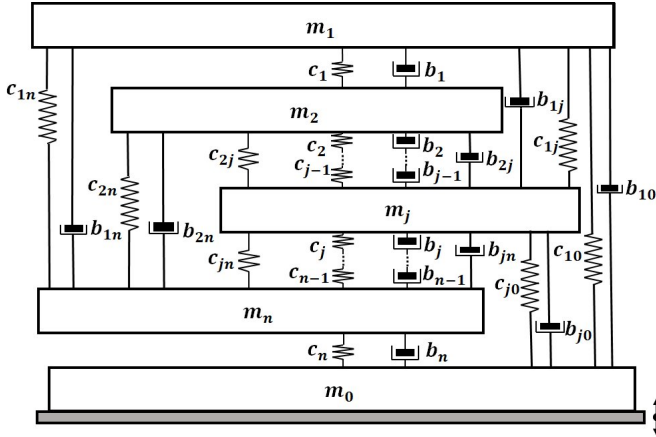 m₁
c₁ b₁
c₁ₙ
m₂
b₁ⱼ
c₁ⱼ
c₂ⱼ c₂ b₂ b₂ⱼ
cⱼ₋₁ bⱼ₋₁
c₂ₙ
b₁₀
mⱼ
b₁ₙ b₂ₙ
cⱼₙ cⱼ bⱼ bⱼₙ
c₁₀
cₙ₋₁ bₙ₋₁
cⱼ₀
mₙ
bⱼ₀
cₙ bₙ
m₀